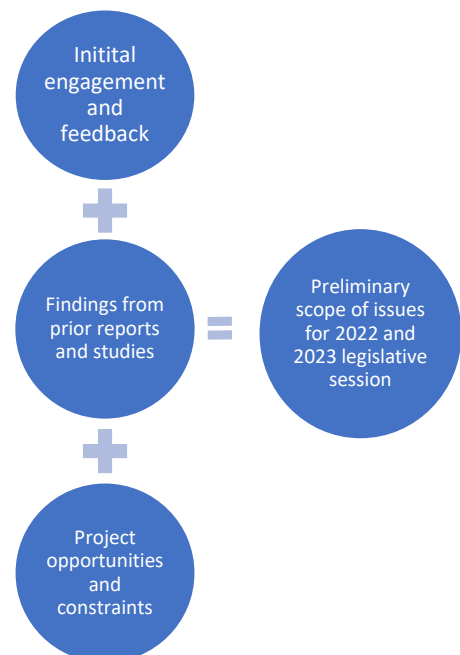 Initital
engagement
and
feedback
Findings from
prior reports
and studies
Preliminary
scope of issues
for 2022 and
2023 legislative
session
Project
opportunities
and
constraints